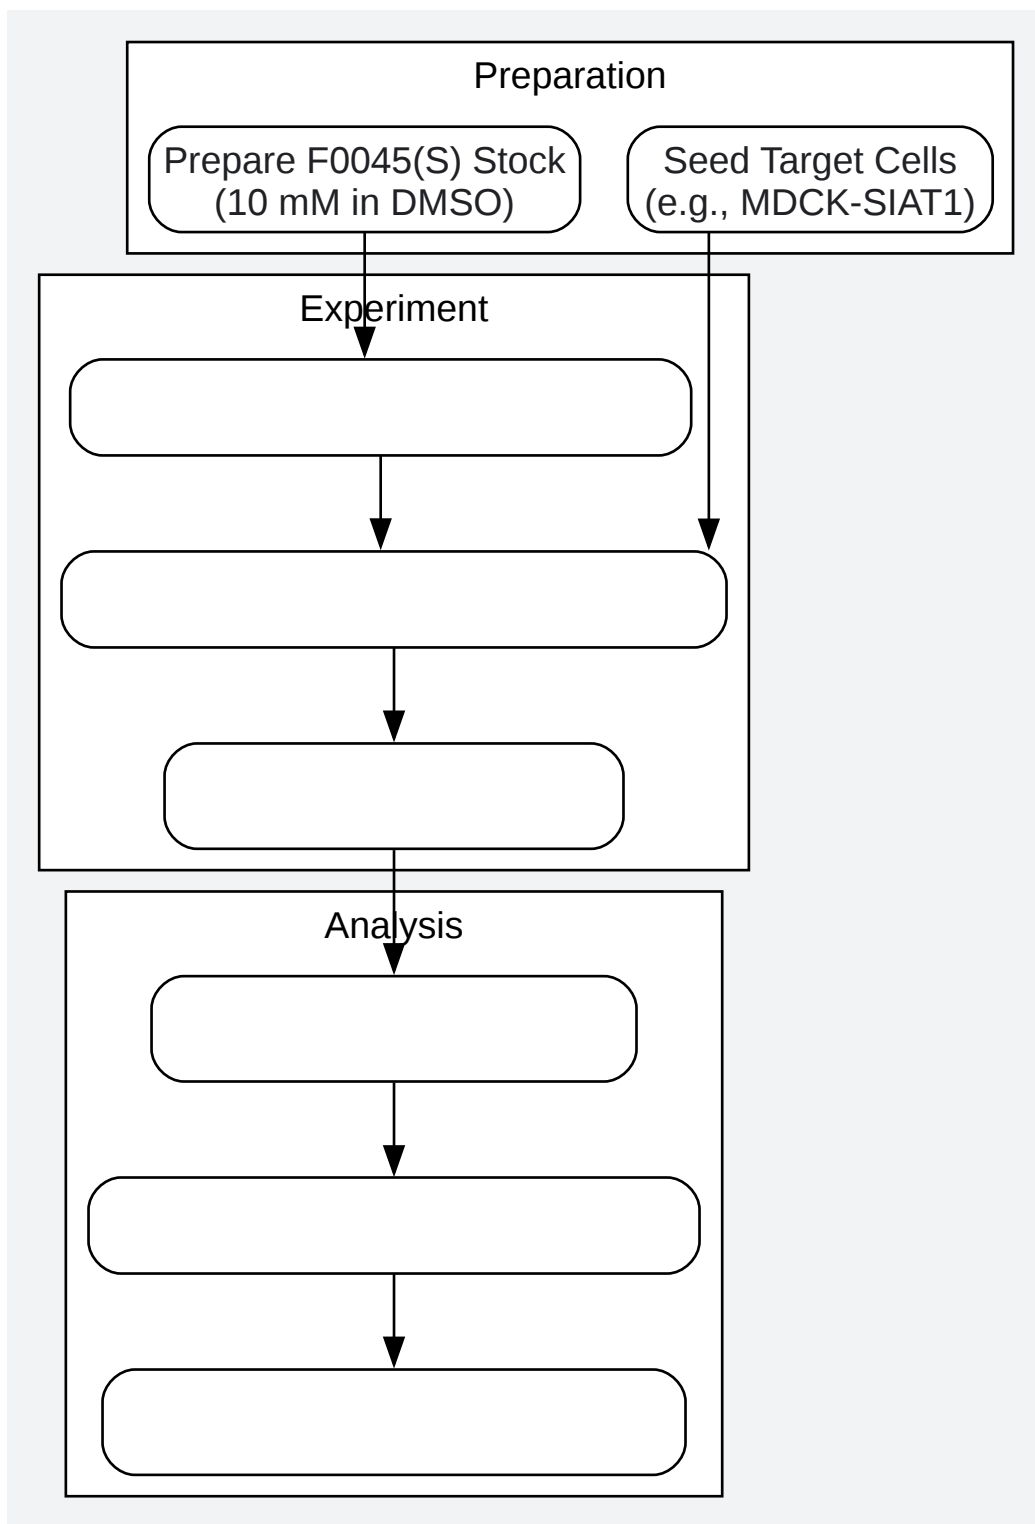 Preparation
Prepare F0045(S) Stock
(10 mM in DMSO)
Seed Target Cells
(e.g., MDCK-SIAT1)
Experiment
Analysis